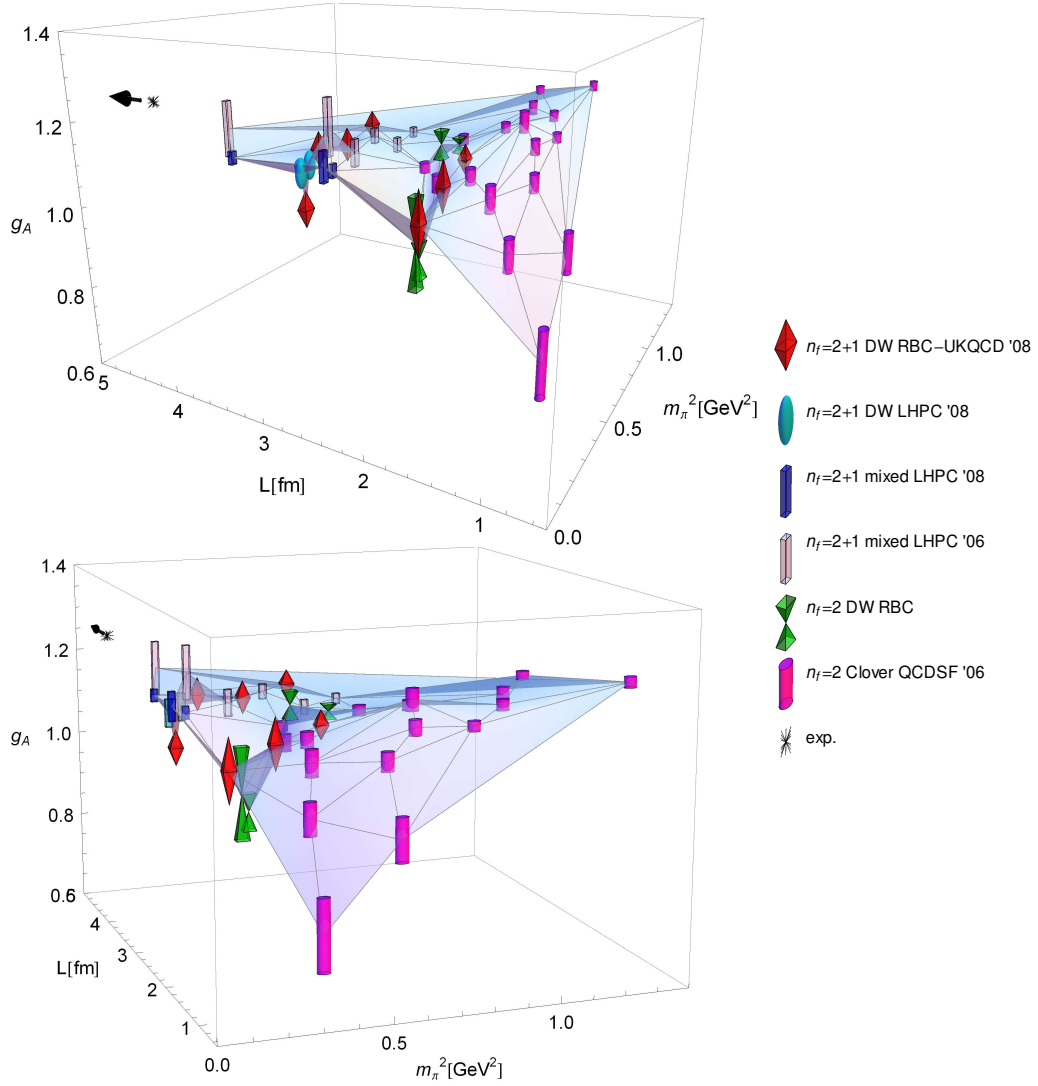 1.4
1.2
1.0
g_A
0.8
0.6
5
4
3
2
1
L[fm]
0.0
0.5
1.0
m_π^2[GeV^2]
n_f=2+1 DW RBC−UKQCD '08
n_f=2+1 DW LHPC '08
n_f=2+1 mixed LHPC '08
n_f=2+1 mixed LHPC '06
n_f=2 DW RBC
n_f=2 Clover QCDSF '06
exp.
1.4
1.2
1.0
g_A
0.8
0.6
4
3
L[fm]
2
1
0.0
0.5
1.0
m_π^2[GeV^2]